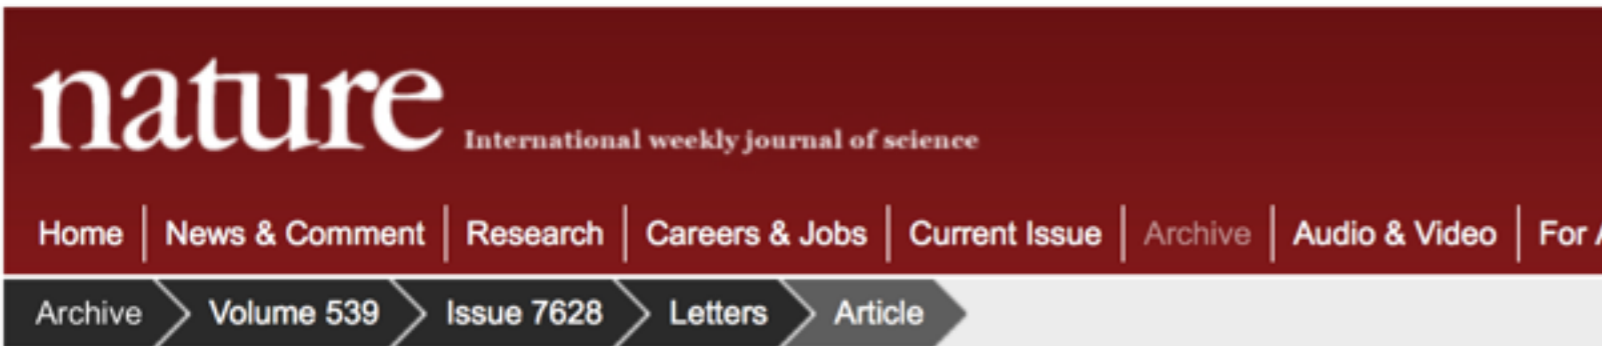 nature International weekly journal of science
Home News & Comment Research Careers & Jobs Current Issue Archive Audio & Video For
Archive Volume 539 Issue 7628 Letters Article